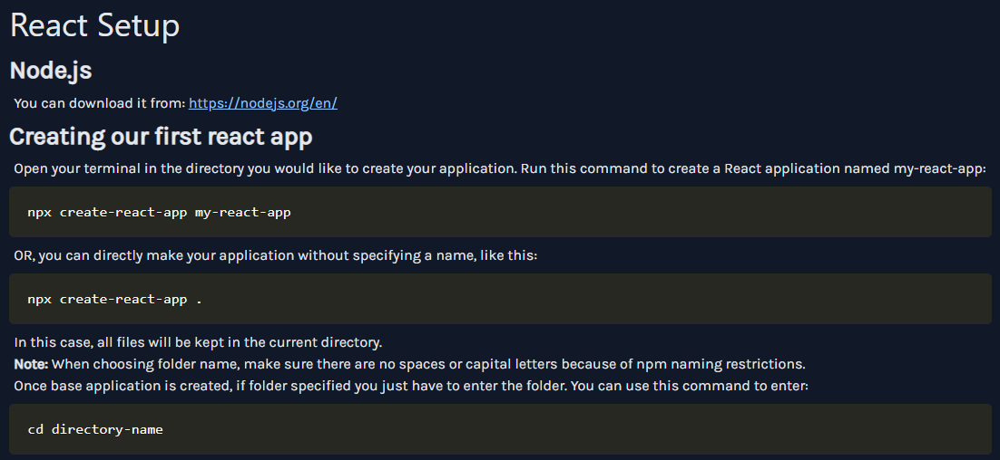 React Setup
Node.js
You can download it from: https://nodejs.org/en/
Creating our first react app
Open your terminal in the directory you would like to create your application. Run this command to create a React application named my-react-app:
npx create-react-app my-react-app
OR, you can directly make your application without specifying a name, like this:
npx create-react-app .
In this case, all files will be kept in the current directory.
Note: When choosing folder name, make sure there are no spaces or capital letters because of npm naming restrictions.
Once base application is created, if folder specified you just have to enter the folder. You can use this command to enter:
cd directory-name